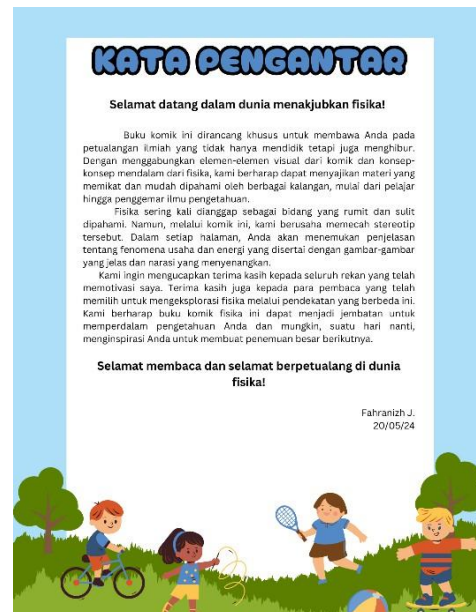 KATA PENGANTAR
Selamat datang dalam dunia menakjubkan fisika!
Buku komik ini dirancang khusus untuk membawa Anda pada
petualangan ilmiah yang tidak hanya mendidik tetapi juga menghibur.
Dengan menggabungkan elemen-elemen visual dari komik dan konsep-
konsep mendalam dari fisika, kami berharap dapat menyajikan materi yang
memikat dan mudah dipahami oleh berbagai kalangan, mulai dari pelajar
hingga penggemar ilmu pengetahuan.
Fisika sering kali dianggap sebagai bidang yang rumit dan sulit
dipahami. Namun, melalui komik ini, kami berusaha memecah stereotip
tersebut. Dalam setiap halaman, Anda akan menemukan penjelasan
tentang fenomena usaha dan energi yang disertai dengan gambar-gambar
yang jelas dan narasi yang menyenangkan.
Kami ingin mengucapkan terima kasih kepada seluruh rekan yang telah
memotivasi saya. Terima kasih juga kepada para pembaca yang telah
memilih untuk mengeksplorasi fisika melalui pendekatan yang berbeda ini.
Kami berharap buku komik fisika ini dapat menjadi jembatan untuk
memperdalam pengetahuan Anda dan mungkin, suatu hari nanti,
menginspirasi Anda untuk membuat penemuan besar berikutnya.
Selamat membaca dan selamat berpetualang di dunia
fisika!
Fahranizh J.
20/05/24